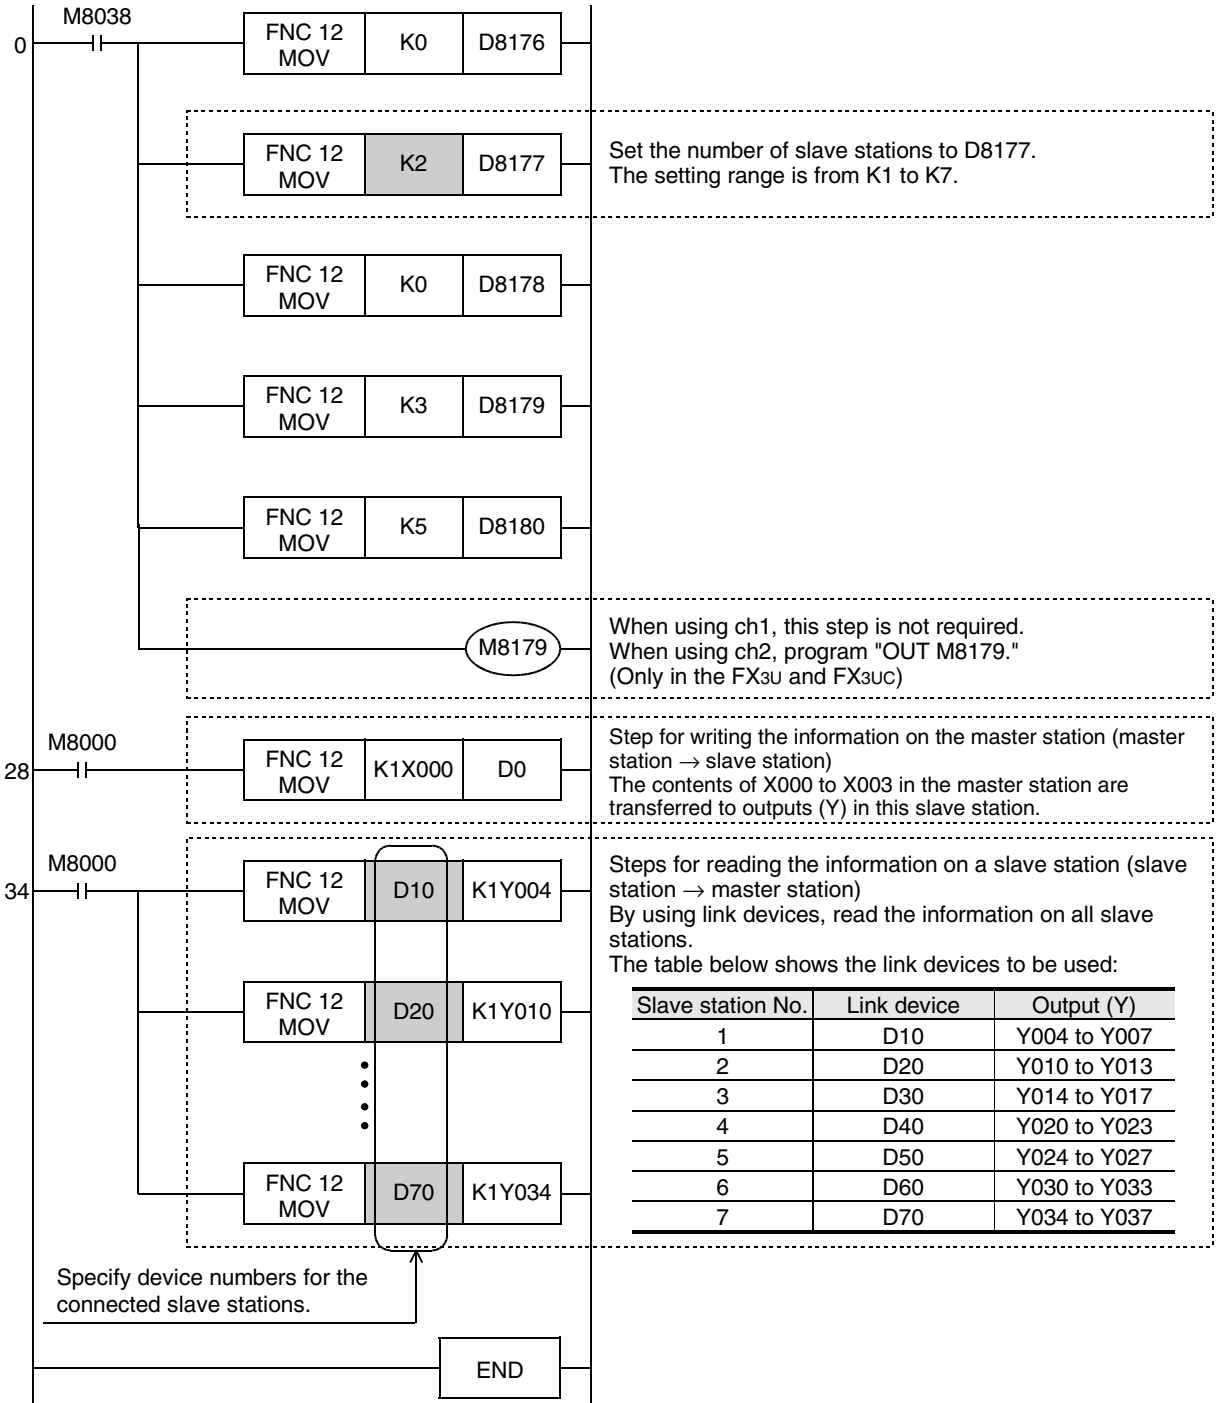 M8038
0
FNC 12 MOV K0 D8176
FNC 12 MOV K2 D8177
Set the number of slave stations to D8177.
The setting range is from K1 to K7.
FNC 12 MOV K0 D8178
FNC 12 MOV K3 D8179
FNC 12 MOV K5 D8180
M8179
When using ch1, this step is not required.
When using ch2, program "OUT M8179."
(Only in the FX3U and FX3UC)
M8000
28
FNC 12 MOV K1X000 D0
Step for writing the information on the master station (master
station → slave station)
The contents of X000 to X003 in the master station are
transferred to outputs (Y) in this slave station.
M8000
34
FNC 12 MOV D10 K1Y004
FNC 12 MOV D20 K1Y010
FNC 12 MOV D70 K1Y034
Steps for reading the information on a slave station (slave
station → master station)
By using link devices, read the information on all slave
stations.
The table below shows the link devices to be used:
Slave station No. Link device Output (Y)
1 D10 Y004 to Y007
2 D20 Y010 to Y013
3 D30 Y014 to Y017
4 D40 Y020 to Y023
5 D50 Y024 to Y027
6 D60 Y030 to Y033
7 D70 Y034 to Y037
Specify device numbers for the
connected slave stations.
END